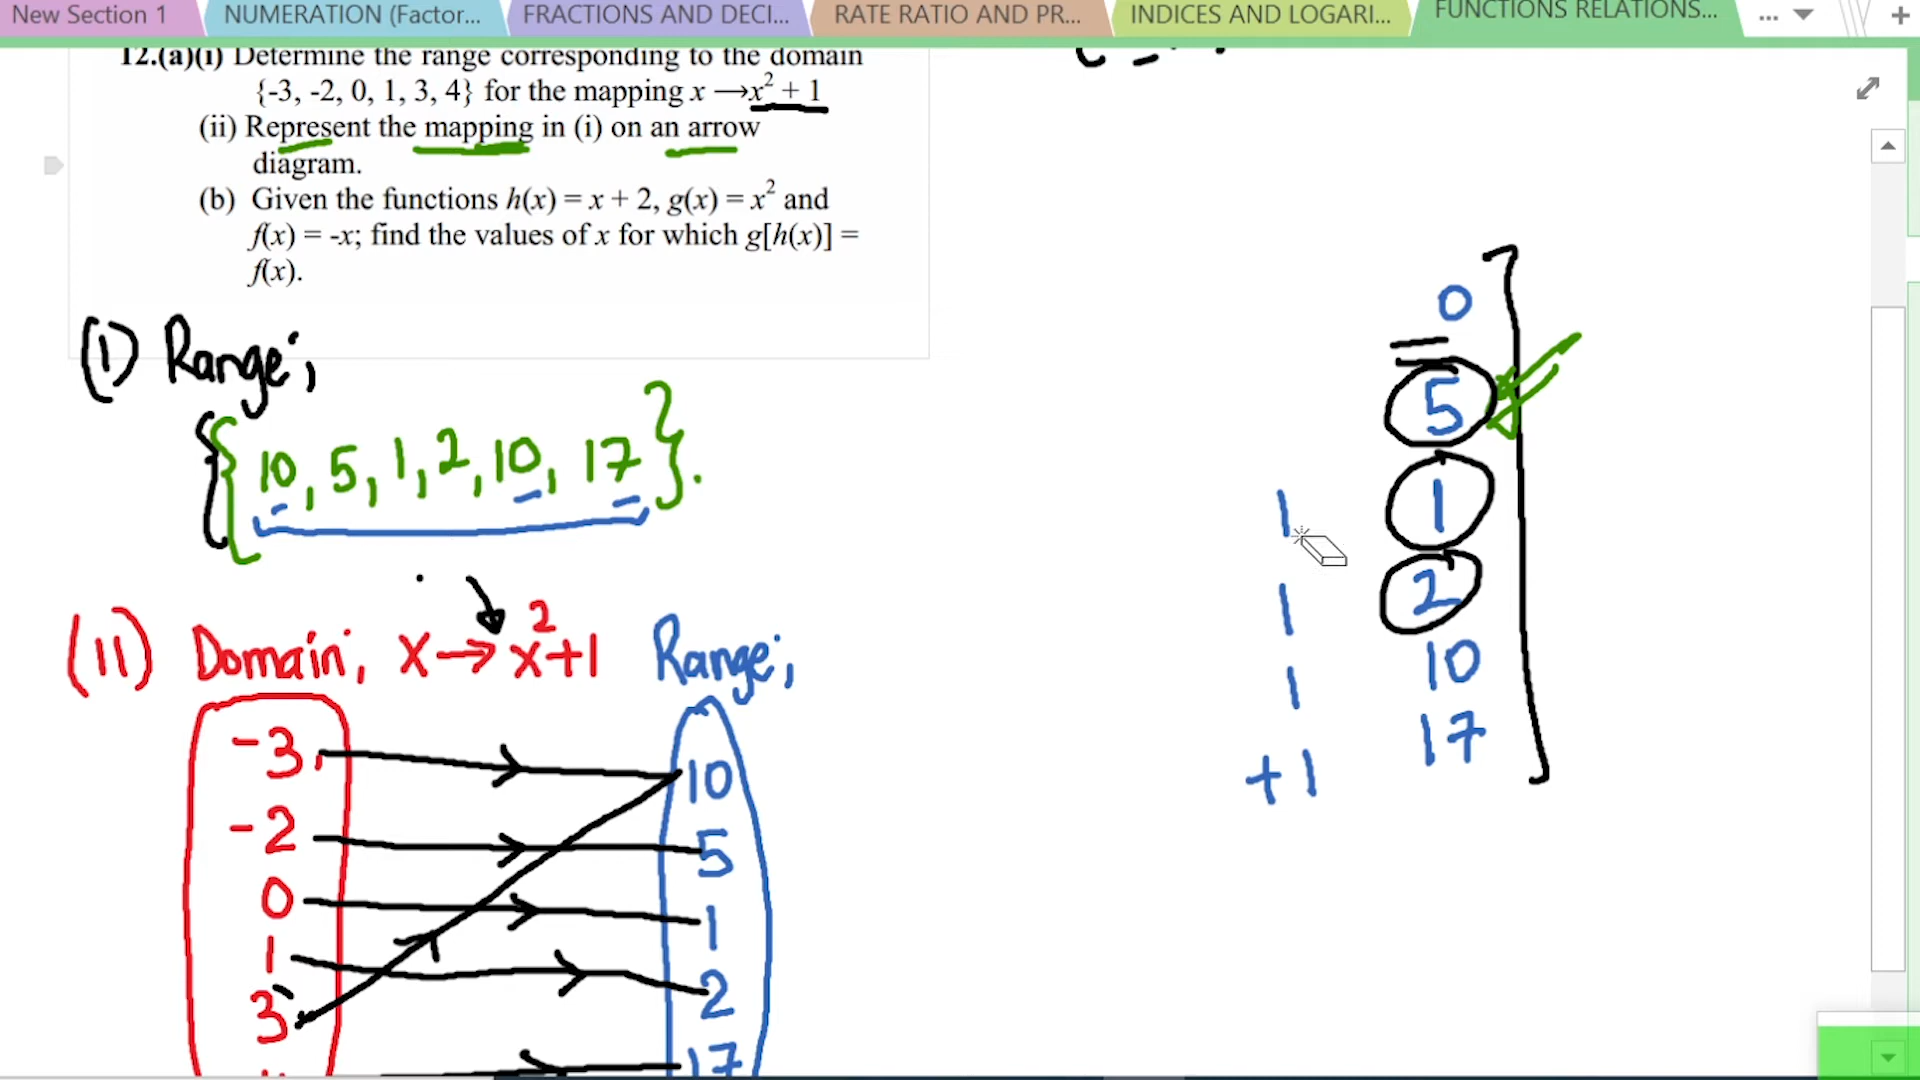 New Section 1 NUMERATION (Factor... FRACTIONS AND DECI... RATE RATIO AND PR... INDICES AND LOGARI... FUNCTIONS RELATIONS... ...
12.(a)(i) Determine the range corresponding to the domain
{-3, -2, 0, 1, 3, 4} for the mapping x →x² + 1
(ii) Represent the mapping in (i) on an arrow
diagram.
(b) Given the functions h(x) = x + 2, g(x) = x² and
f(x) = -x; find the values of x for which g[h(x)] =
f(x).
(i) Range;
{{10, 5, 1, 2, 10, 17}.
(ii) Domain; x→x²+1 Range;
-3 10
-2 5
0 1
1 2
3 17
0
5
1 1
1 2
1 10
+1 17